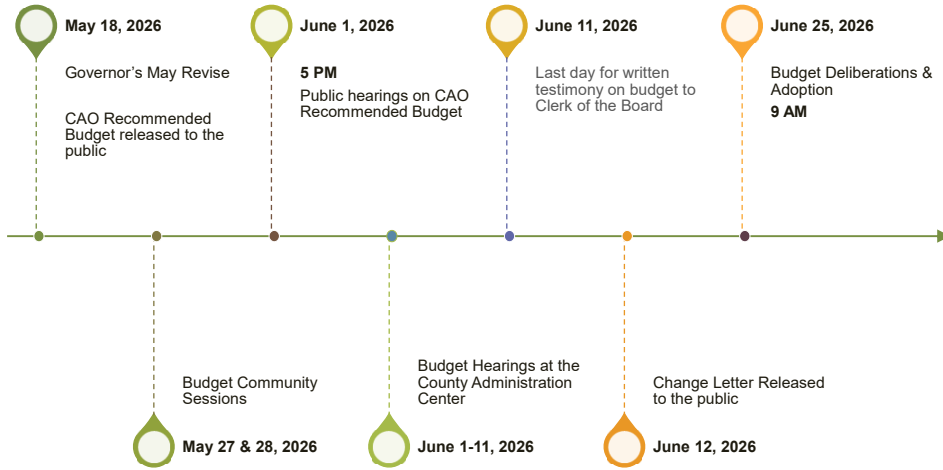 May 18, 2026
Governor's May Revise
CAO Recommended
Budget released to the
public
June 1, 2026
5 PM
Public hearings on CAO
Recommended Budget
June 11, 2026
Last day for written
testimony on budget to
Clerk of the Board
June 25, 2026
Budget Deliberations &
Adoption
9 AM
Budget Community
Sessions
May 27 & 28, 2026
Budget Hearings at the
County Administration
Center
June 1-11, 2026
Change Letter Released
to the public
June 12, 2026